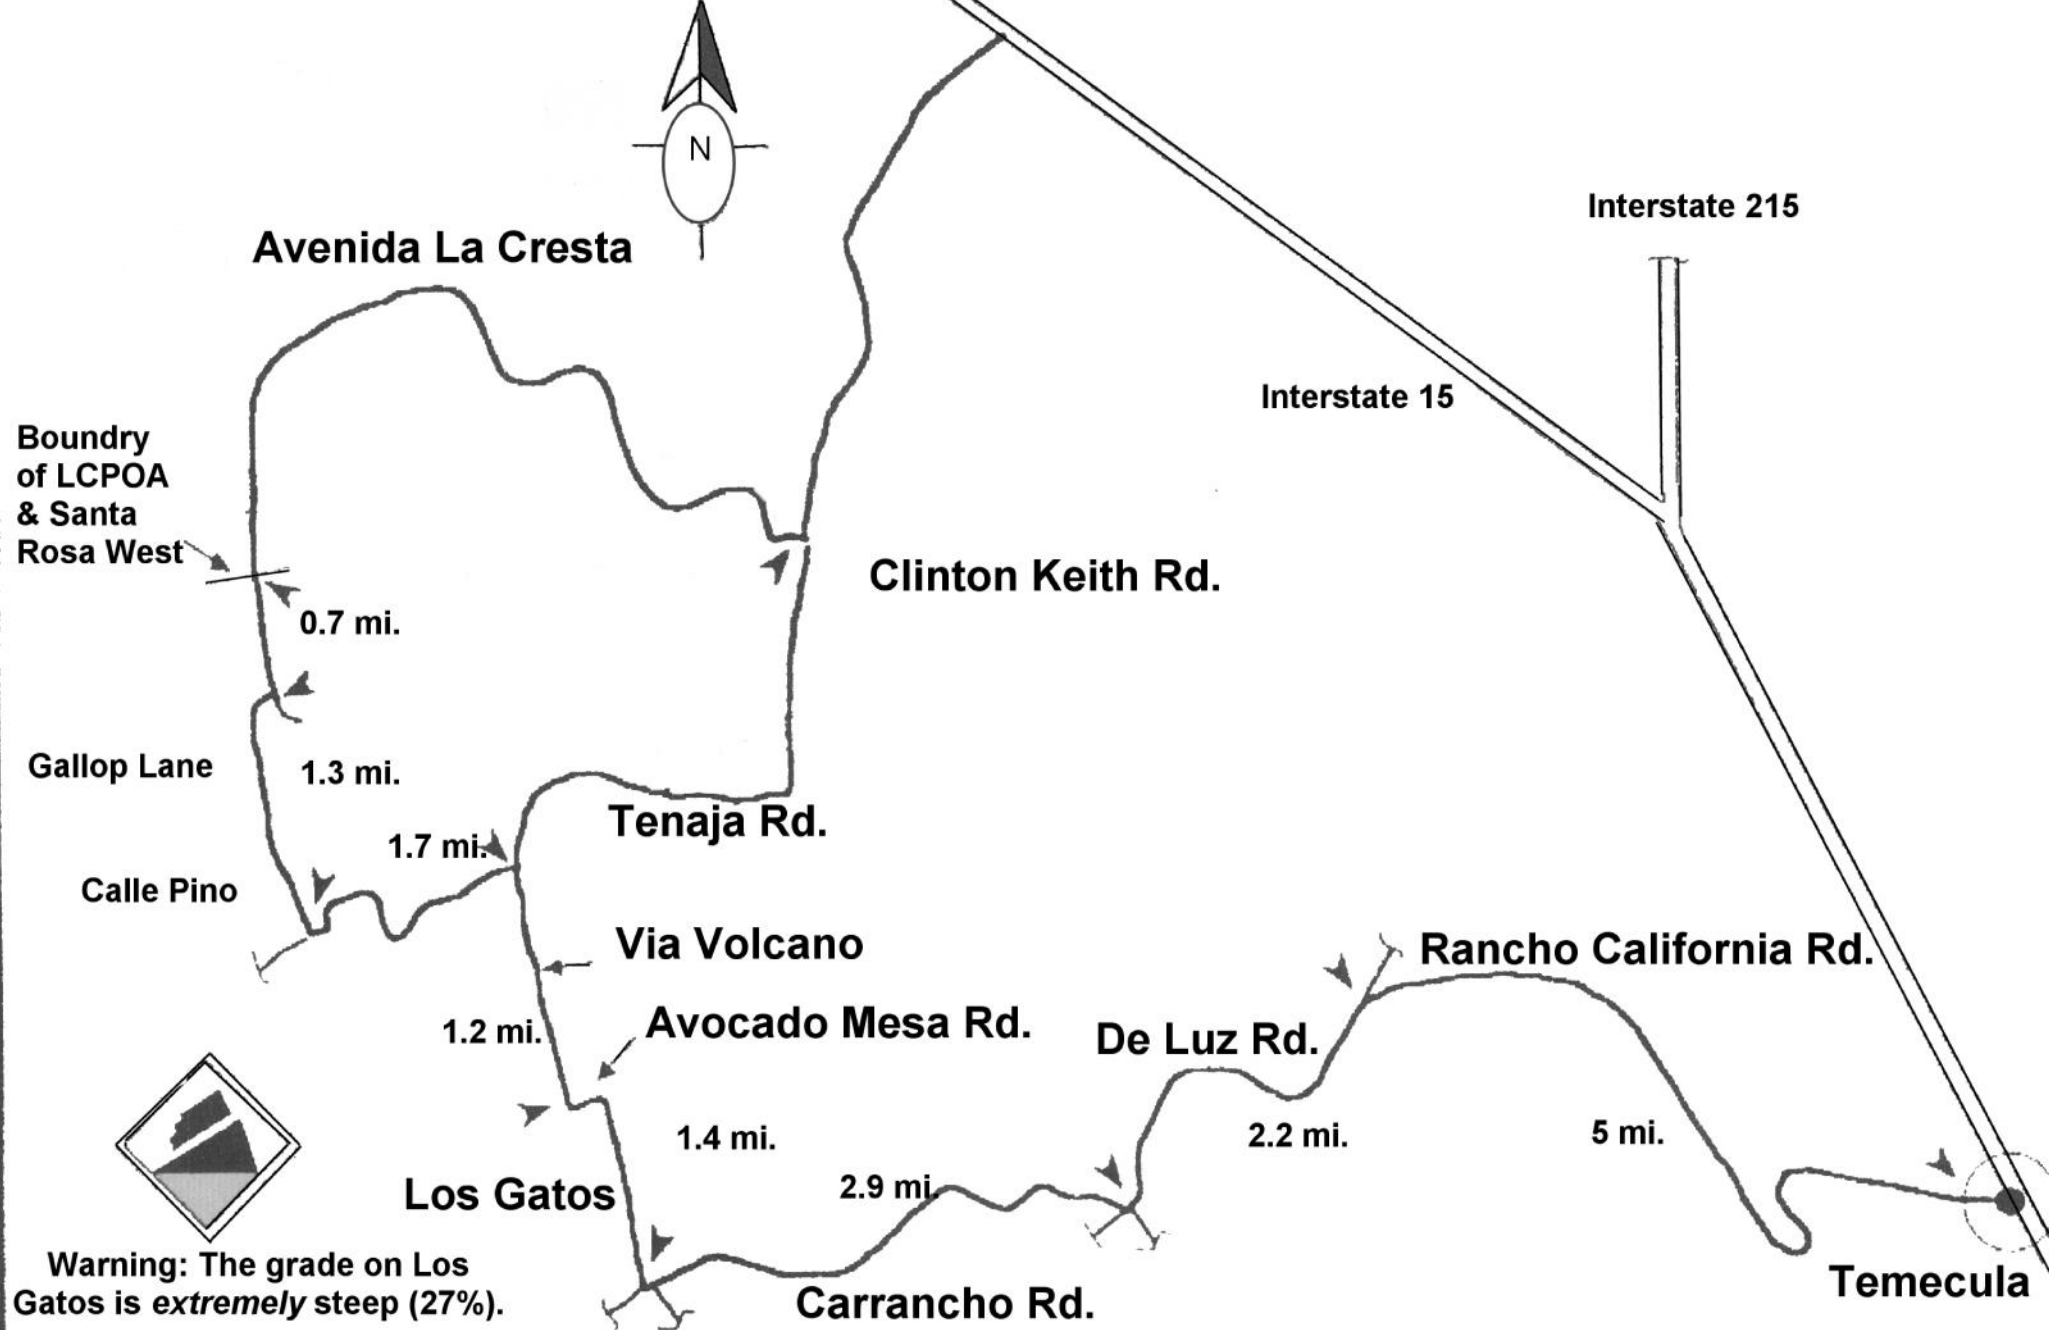 N
Interstate 215
Avenida La Cresta
Interstate 15
Boundry
of LCPOA
& Santa
Rosa West
Clinton Keith Rd.
0.7 mi.
Gallop Lane
1.3 mi.
Tenaja Rd.
1.7 mi.
Calle Pino
Via Volcano
Rancho California Rd.
1.2 mi.
Avocado Mesa Rd.
De Luz Rd.
1.4 mi.
2.2 mi.
5 mi.
Los Gatos
2.9 mi.
Warning: The grade on Los
Gatos is extremely steep (27%).
Carrancho Rd.
Temecula